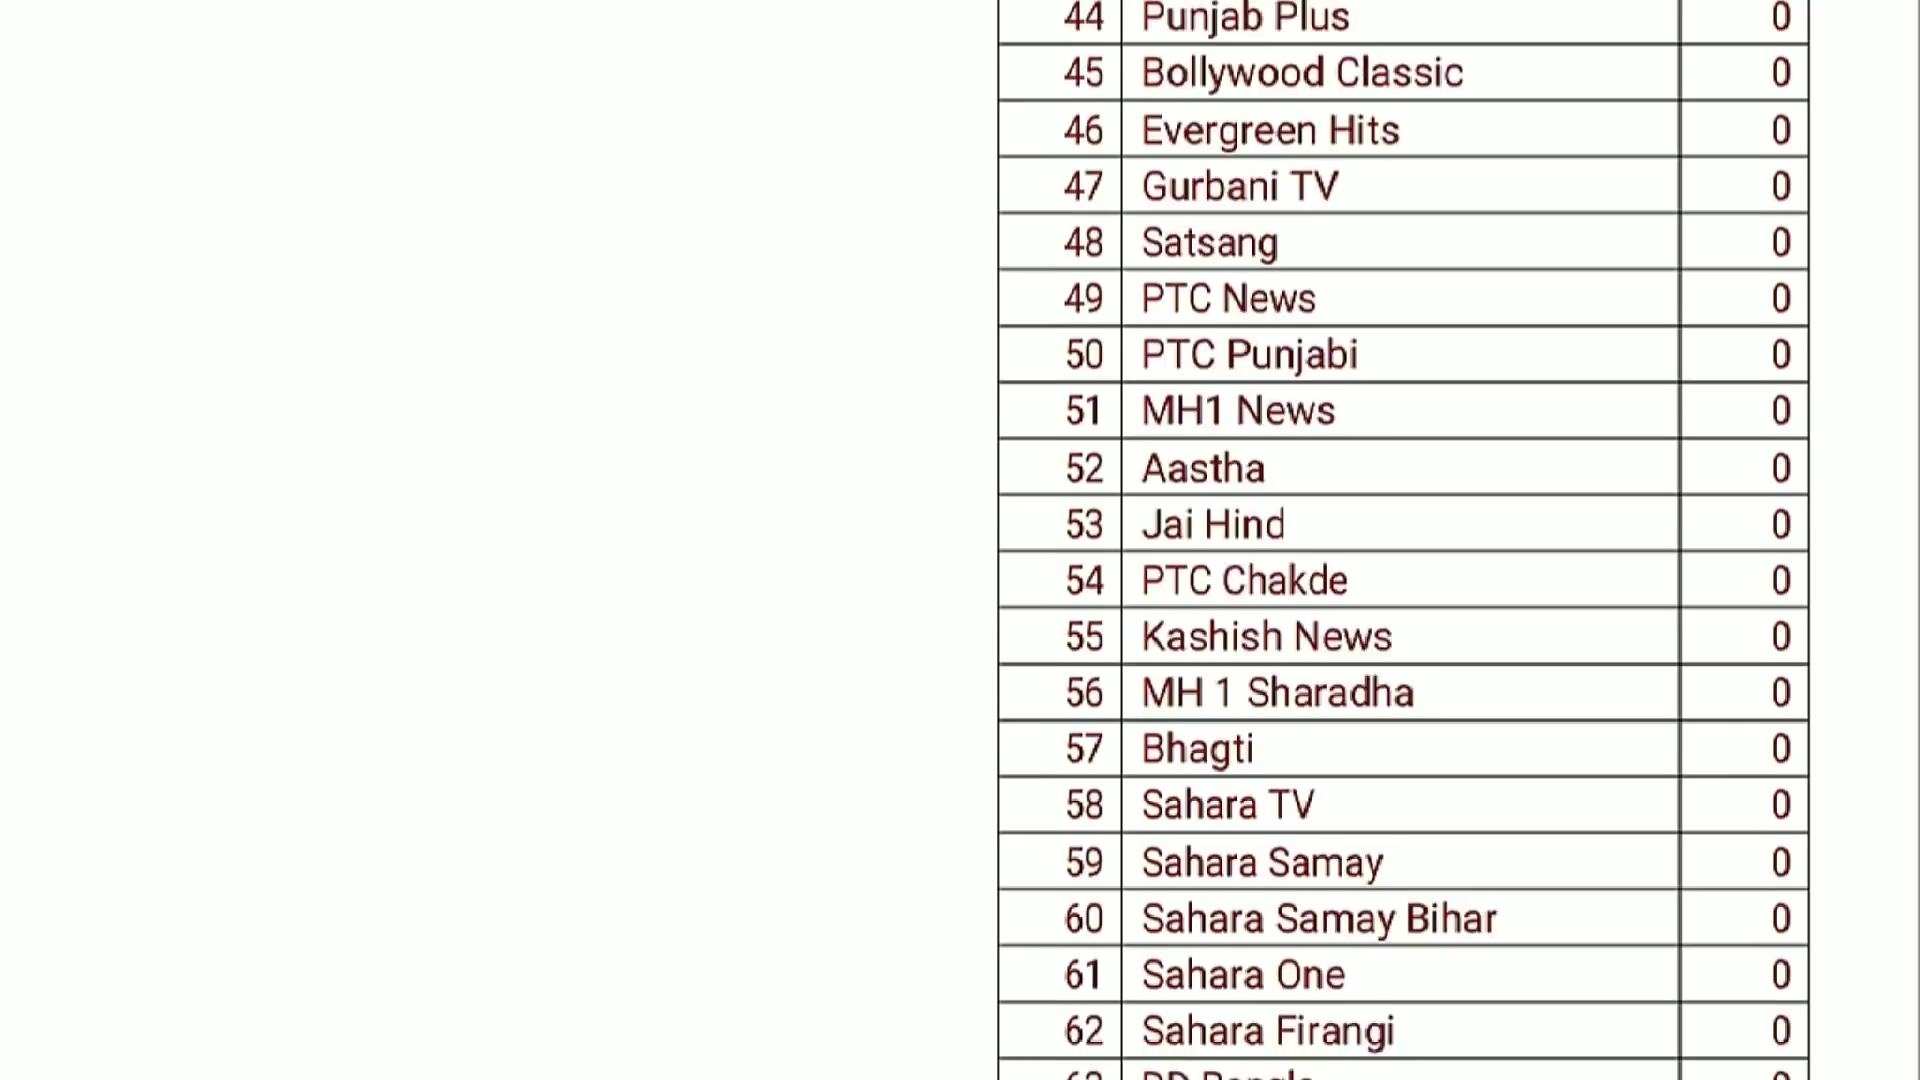 44 Punjab Plus 0
45 Bollywood Classic 0
46 Evergreen Hits 0
47 Gurbani TV 0
48 Satsang 0
49 PTC News 0
50 PTC Punjabi 0
51 MH1 News 0
52 Aastha 0
53 Jai Hind 0
54 PTC Chakde 0
55 Kashish News 0
56 MH 1 Sharadha 0
57 Bhagti 0
58 Sahara TV 0
59 Sahara Samay 0
60 Sahara Samay Bihar 0
61 Sahara One 0
62 Sahara Firangi 0